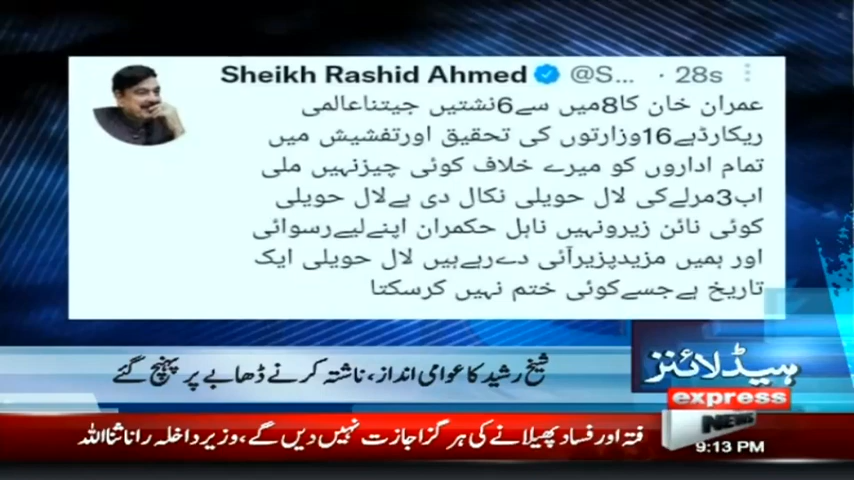 Sheikh Rashid Ahmed @S... · 28s
عمران خان کا8میں سے6نشتیں جیتناعالمی
ریکارڈہے16وزارتوں کی تحقیق اورتفشیش میں
تمام اداروں کو میرے خلاف کوئی چیزنہیں ملی
اب3مرلےکی لال حویلی نکال دی ہےلال حویلی
کوئی نائن زیرونہیں ناہل حکمران اپنےلیےرسوائی
اور ہمیں مزیدپزیرآئی دےرہےہیں لال حویلی ایک
تاریخ ہےجسےکوئی ختم نہیں کرسکتا
شیخ رشید کا عوامی انداز، ناشتہ کرنے ڈھابے پر پہنچ گئے
ہیڈلائنز
express
NEWS
فتنہ اور فساد پھیلانے کی ہرگز اجازت نہیں دیں گے، وزیر داخلہ رانا ثنااللہ
9:13 PM